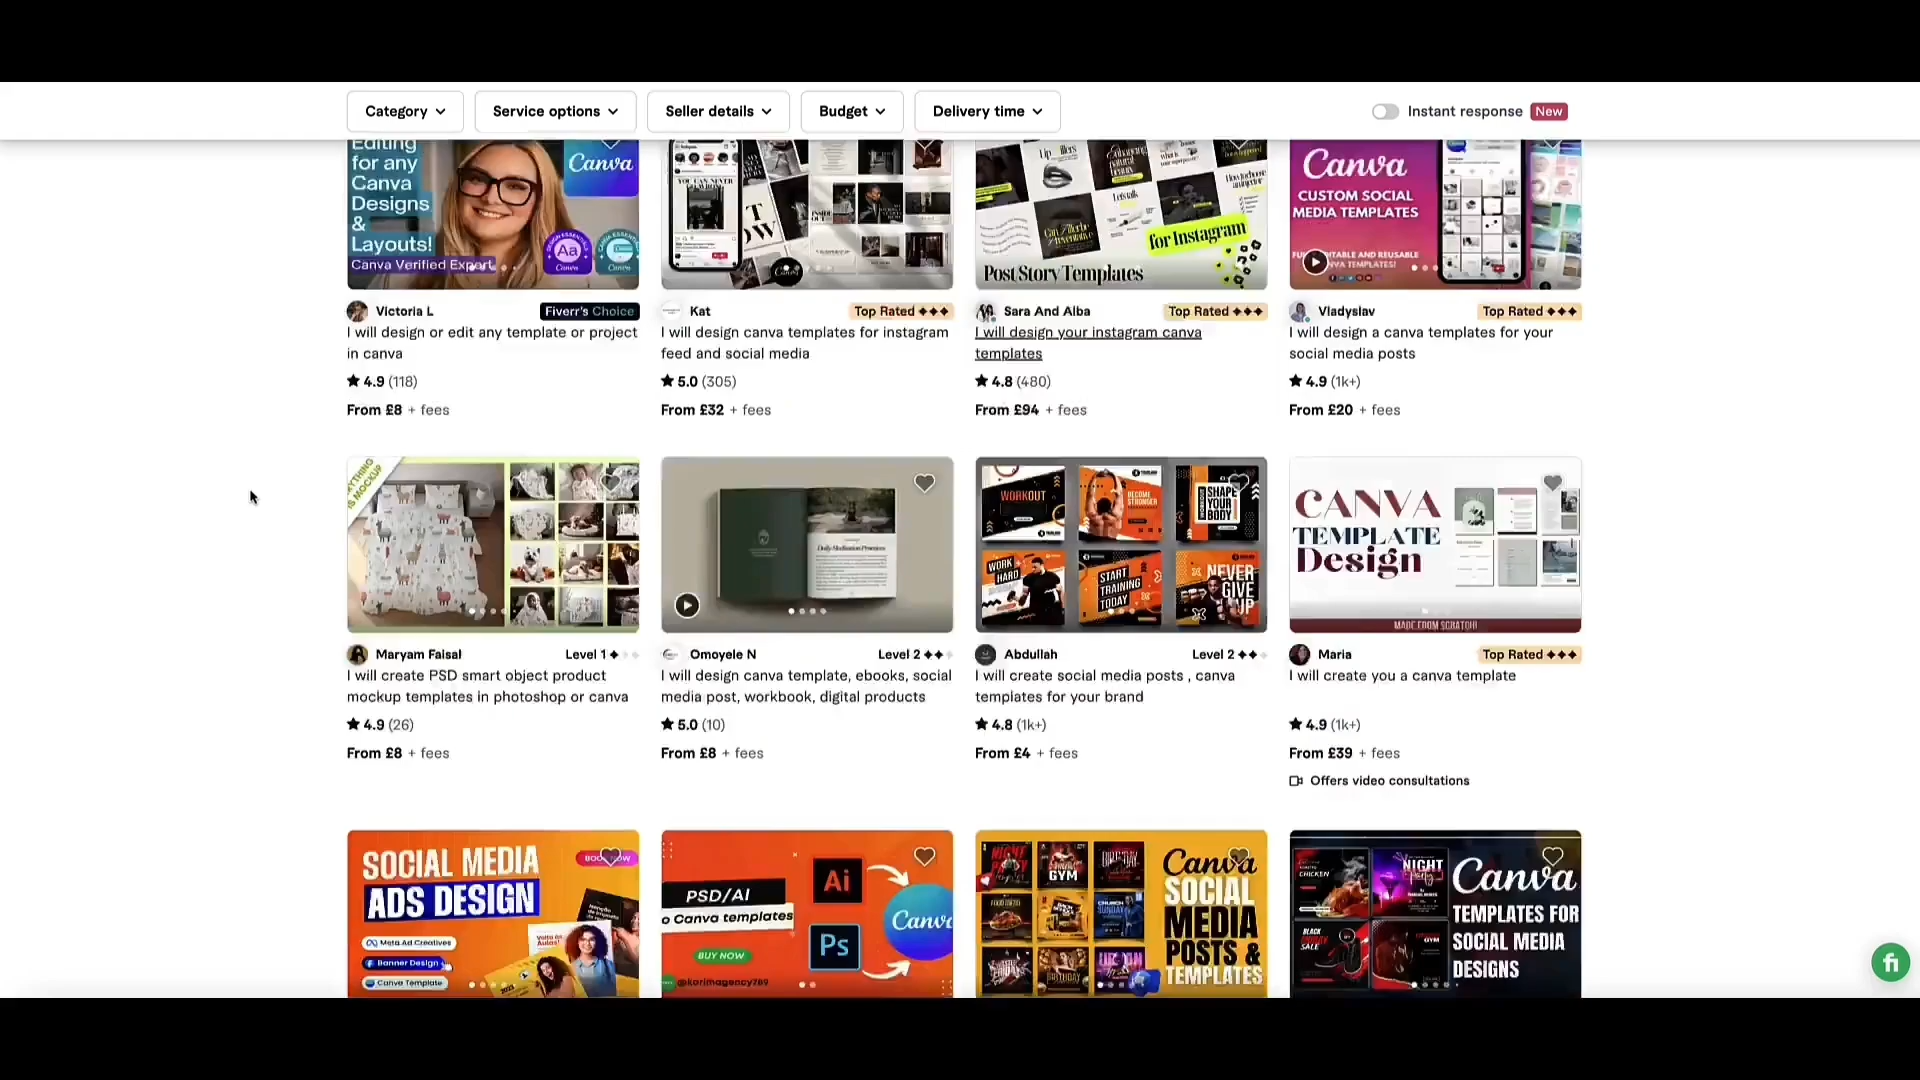 Category
Service options
Seller details
Budget
Delivery time
Instant response
New
Editing
for any
Canva
Designs
&
Layouts!
Canva Verified Expert
Canva
Aa
for Instagram
Post Story Templates
Canva
CUSTOM SOCIAL
MEDIA TEMPLATES
Victoria L
Fiverr's Choice
I will design or edit any template or project
in canva
4.9 (118)
From £8 + fees
Kat
Top Rated
I will design canva templates for instagram
feed and social media
5.0 (305)
From £32 + fees
Sara And Alba
Top Rated
I will design your instagram canva
templates
4.8 (480)
From £94 + fees
Vladyslav
Top Rated
I will design a canva templates for your
social media posts
4.9 (1k+)
From £20 + fees
WORKOUT
BECOME
STRONGER
SHAPE
YOUR
BODY
WORK
HARD
START
TRAINING
TODAY
NEVER
GIVE
UP
CANVA
TEMPLATE
Design
MADE FROM SCRATCH!
Maryam Faisal
Level 1
I will create PSD smart object product
mockup templates in photoshop or canva
4.9 (26)
From £8 + fees
Omoyele N
Level 2
I will design canva template, ebooks, social
media post, workbook, digital products
5.0 (10)
From £8 + fees
Abdullah
Level 2
I will create social media posts , canva
templates for your brand
4.8 (1k+)
From £4 + fees
Maria
Top Rated
I will create you a canva template
4.9 (1k+)
From £39 + fees
Offers video consultations
SOCIAL MEDIA
ADS DESIGN
BOOK NOW
Meta Ad Creatives
Banner Design
Canva Template
PSD/AI
o Canva templates
BUY NOW
@karimagency789
Ai
Ps
Canva
Canva
SOCIAL
MEDIA
POSTS &
TEMPLATES
Canva
TEMPLATES FOR
SOCIAL MEDIA
DESIGNS
fi